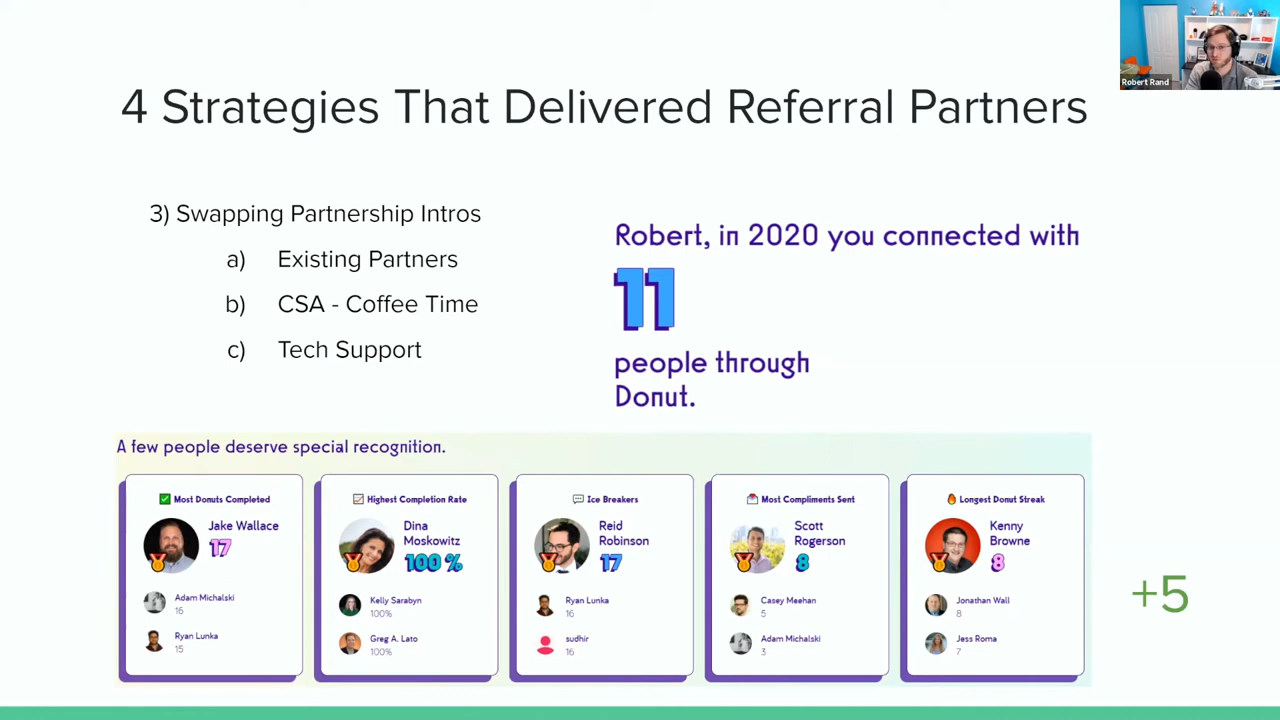 Robert Rand
4 Strategies That Delivered Referral Partners
3) Swapping Partnership Intros
a) Existing Partners
b) CSA - Coffee Time
c) Tech Support
Robert, in 2020 you connected with
11
people through
Donut.
A few people deserve special recognition.
Most Donuts Completed
Jake Wallace
17
Adam Michalski
16
Ryan Lunka
15
Highest Completion Rate
Dina
Moskowitz
100 %
Kelly Sarabyn
100%
Greg A. Lato
100%
Ice Breakers
Reid
Robinson
17
Ryan Lunka
16
sudhir
16
Most Compliments Sent
Scott
Rogerson
8
Casey Meehan
5
Adam Michalski
3
Longest Donut Streak
Kenny
Browne
8
Jonathan Wall
8
Jess Roma
7
+5